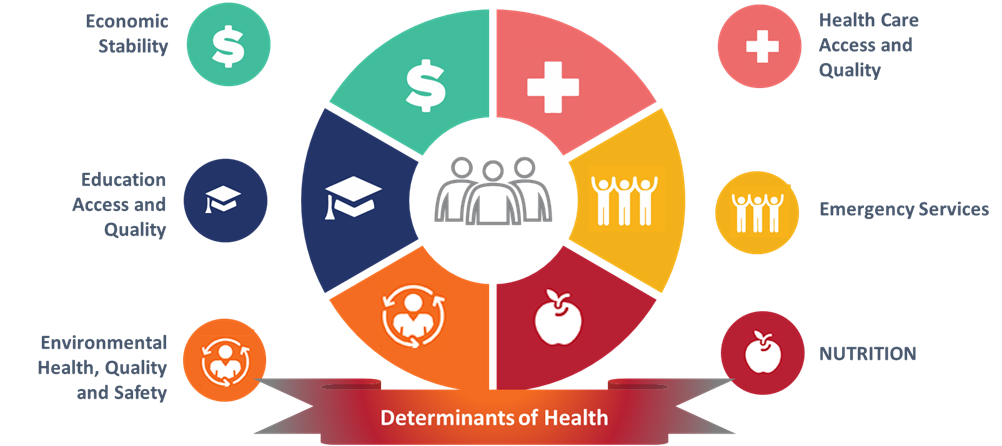 Economic
Stability
Health Care
Access and
Quality
$
$
Education
Access and
Quality
Emergency Services
Environmental
Health, Quality
and Safety
NUTRITION
Determinants of Health